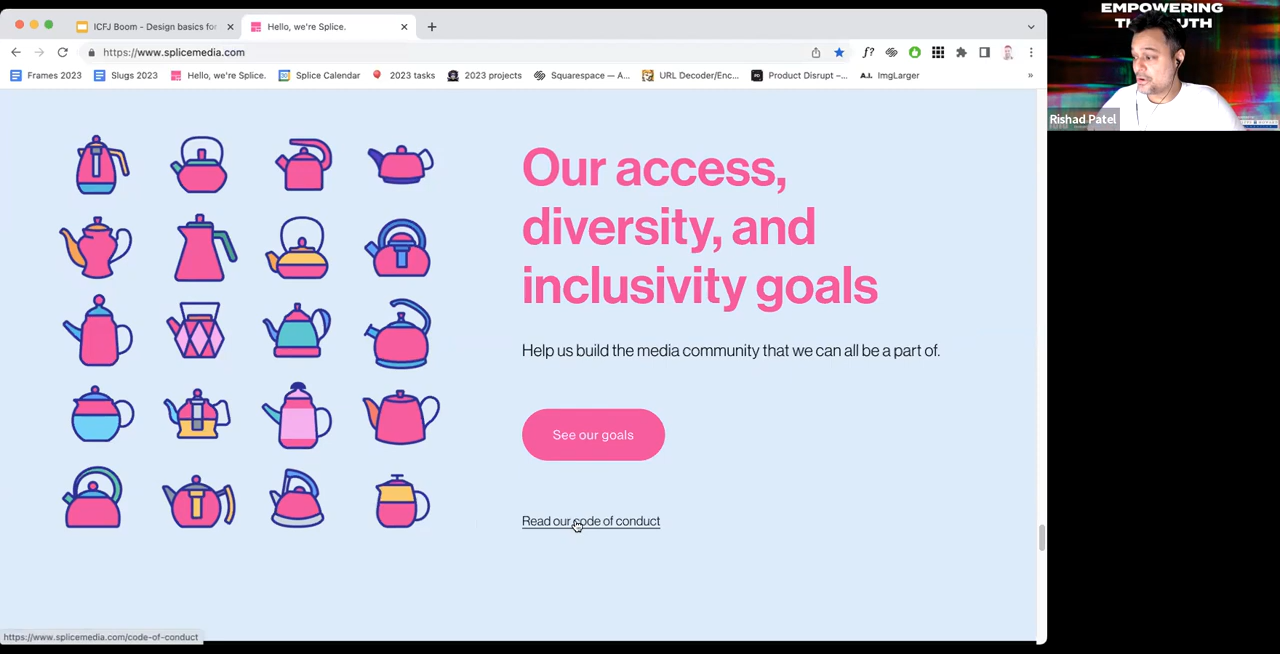 ICFJ Boom - Design basics for
Hello, we're Splice.
https://www.splicemedia.com
Frames 2023
Slugs 2023
Hello, we're Splice.
Splice Calendar
2023 tasks
2023 projects
Squarespace — A...
URL Decoder/Enc...
Product Disrupt –...
A.I.
ImgLarger
Our access,
diversity, and
inclusivity goals
Help us build the media community that we can all be a part of.
See our goals
Read our code of conduct
https://www.splicemedia.com/code-of-conduct
EMPOWERING
Rishad Patel